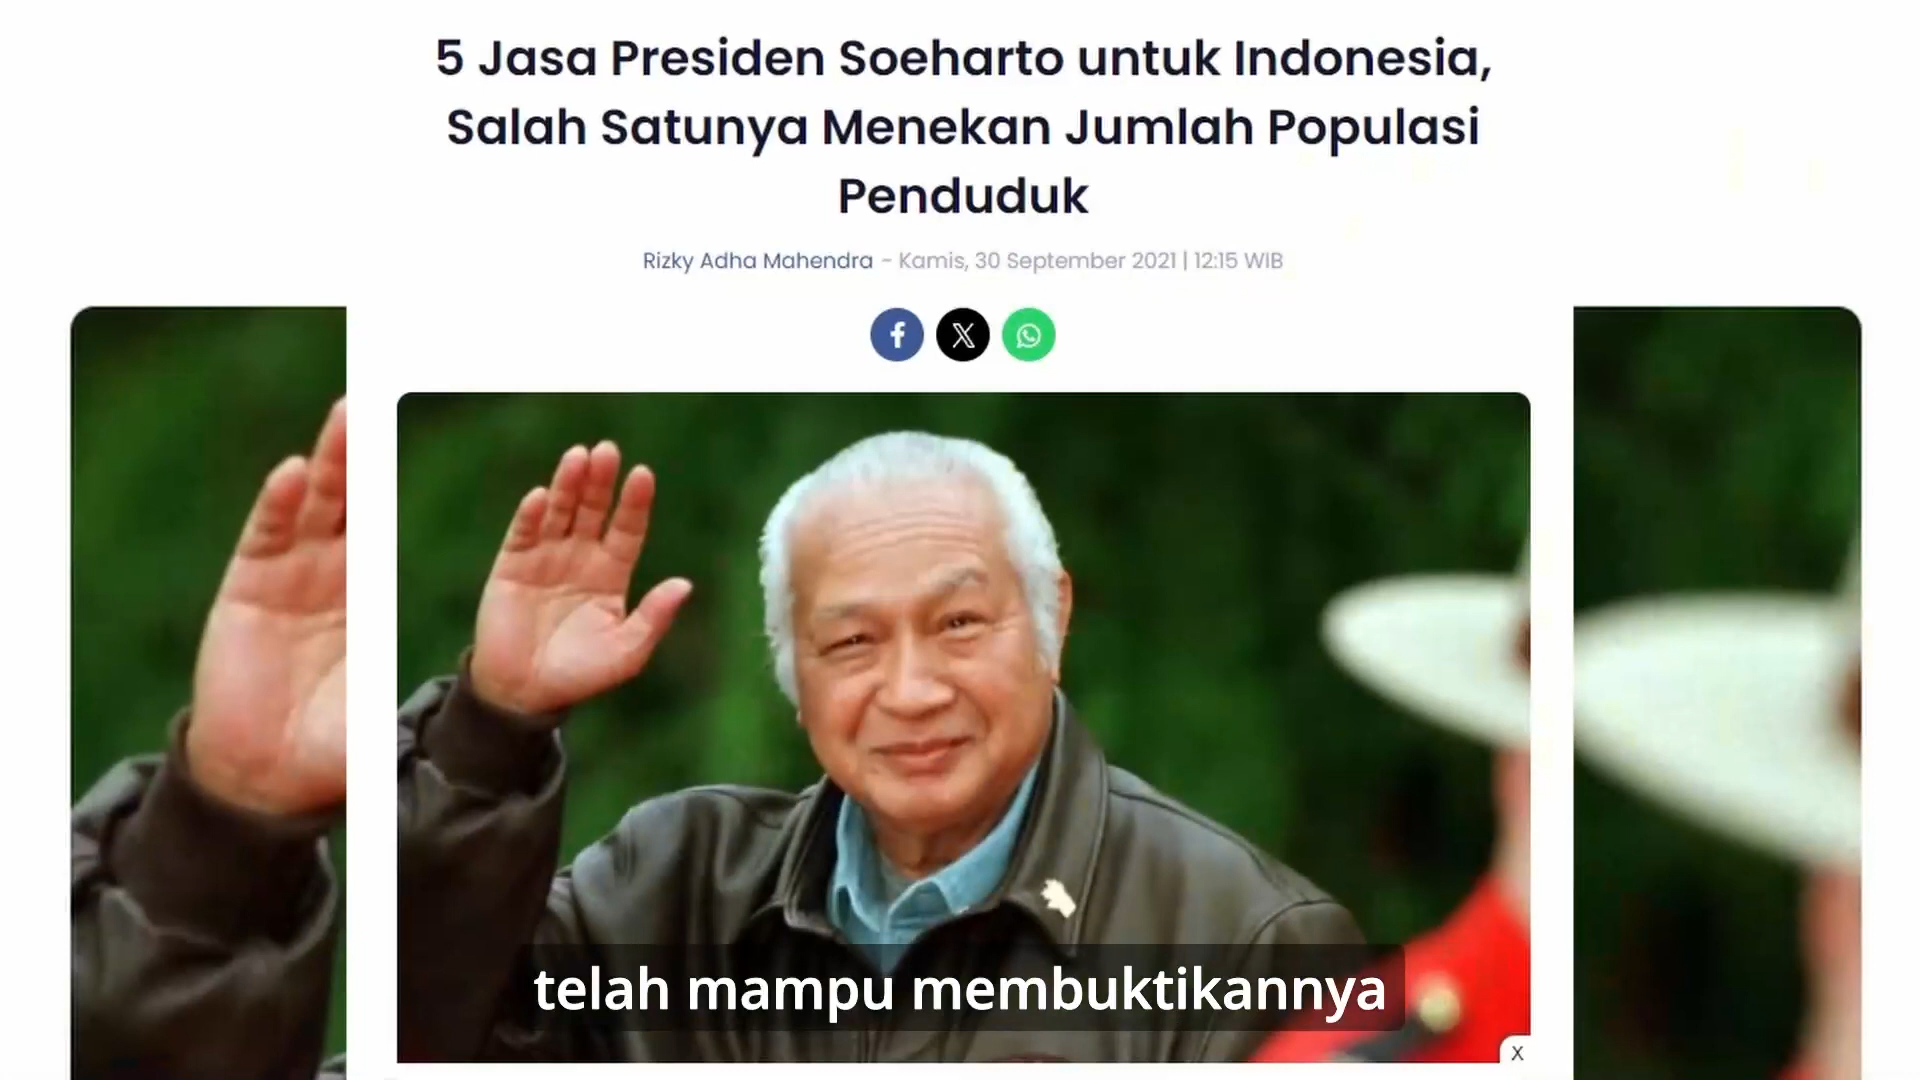 5 Jasa Presiden Soeharto untuk Indonesia,
Salah Satunya Menekan Jumlah Populasi
Penduduk
Rizky Adha Mahendra - Kamis, 30 September 2021 | 12:15 WIB
telah mampu membuktikannya
X